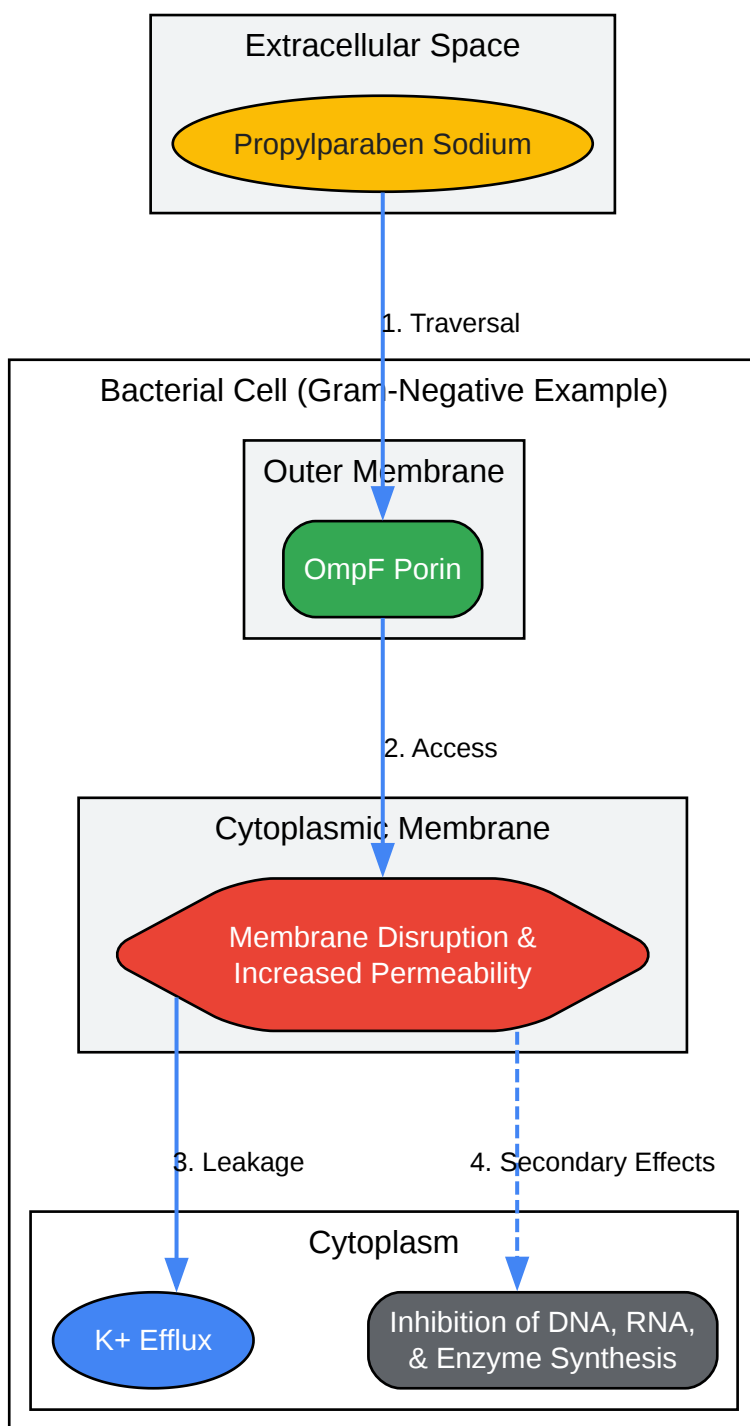 Extracellular Space
Propylparaben Sodium
1. Traversal
Bacterial Cell (Gram-Negative Example)
Outer Membrane
OmpF Porin
2. Access
Cytoplasmic Membrane
Membrane Disruption &
Increased Permeability
3. Leakage
4. Secondary Effects
Cytoplasm
K+ Efflux
Inhibition of DNA, RNA,
& Enzyme Synthesis